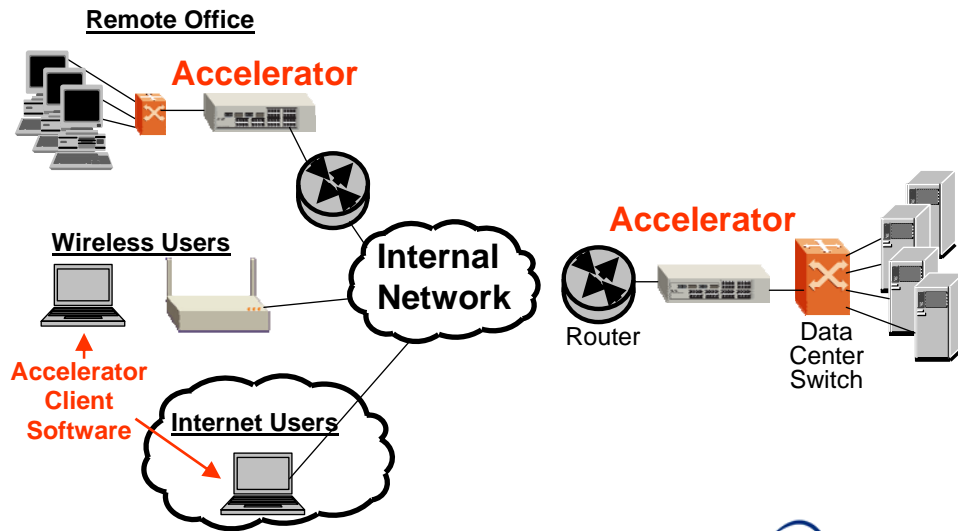 Remote Office
Accelerator
Wireless Users
Internal
Network
Accelerator
Router
Data
Center
Switch
Accelerator
Client
Software
Internet Users